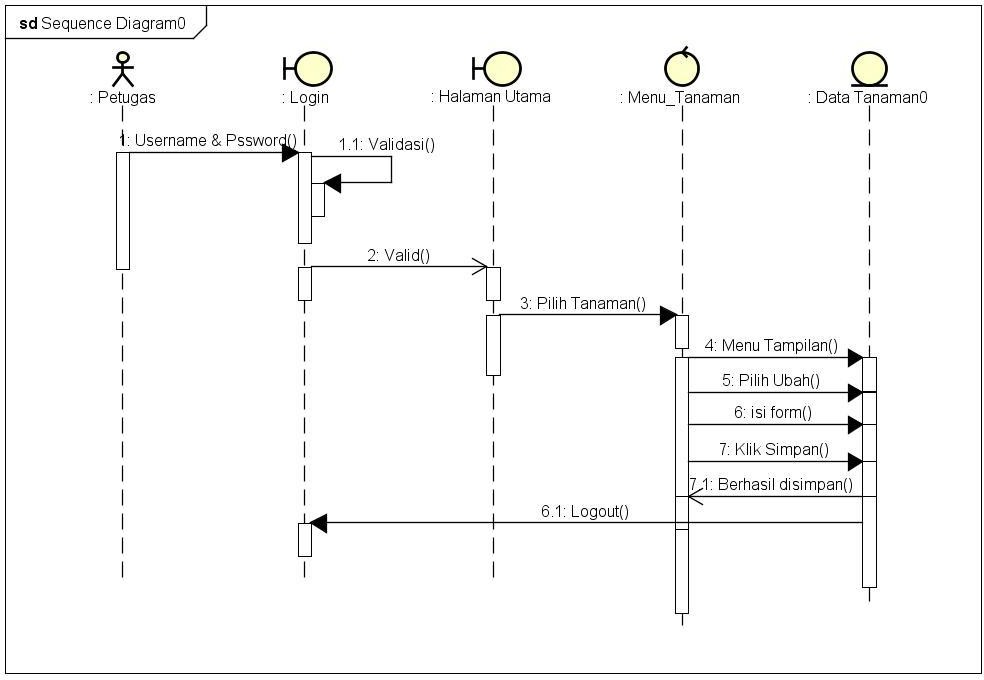 sd Sequence Diagram0
: Petugas
: Login
: Halaman Utama
: Menu_Tanaman
: Data Tanaman0
1: Username & Pssword()
1.1: Validasi()
2: Valid()
3: Pilih Tanaman()
4: Menu Tampilan()
5: Pilih Ubah()
6: isi form()
7: Klik Simpan()
7.1: Berhasil disimpan()
6.1: Logout()